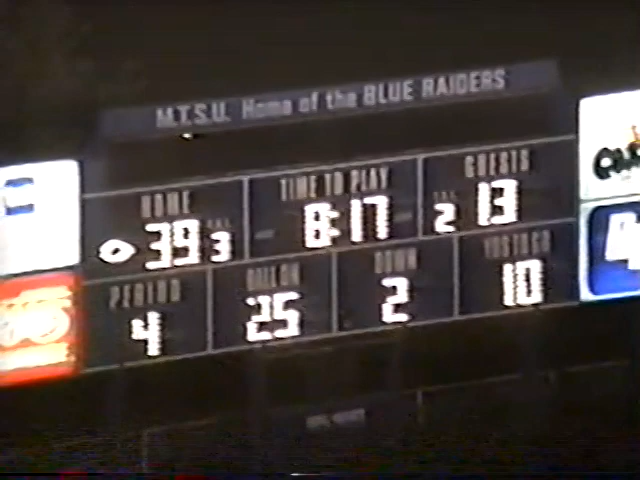 M.T.S.U. Home of the BLUE RAIDERS
HOME TIME TO PLAY GUESTS
39 3 8:17 2 13
PERIOD BALL ON DOWN YDS TO GO
4 25 2 10